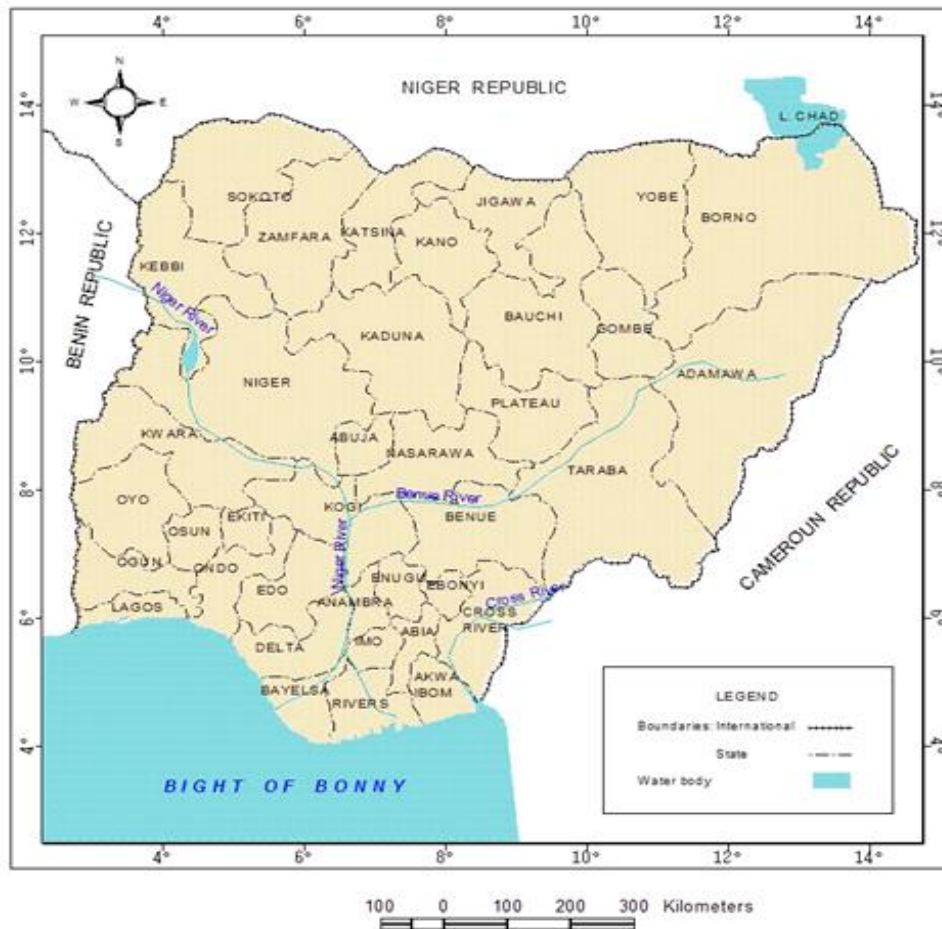 4°
6°
8°
10°
12°
14°
N
W E
S
NIGER REPUBLIC
L. CHAD
14°
14°
SOKOTO
JIGAWA
YOBE
BORNO
ZAMFARA
KATSINA
KANO
12°
12°
KEBBI
BENIN REPUBLIC
Niger River
BAUCHI
GOMBE
KADUNA
10°
10°
NIGER
ADAMAWA
PLATEAU
KWARA
ABUJA
NASARAWA
TARABA
CAMEROUN REPUBLIC
8°
8°
OYO
KOGI
Benue River
BENUE
EKITI
OSUN
Niger River
OGUN
ONDO
ENUGU
EBONYI
EDO
ANAMBRA
Cross River
LAGOS
CROSS
RIVER
6°
6°
DELTA
IMO
ABIA
BAYELSA
RIVERS
AKWA
IBOM
4°
4°
BIGHT OF BONNY
LEGEND
Boundaries: International
State
Water body
4°
6°
8°
10°
12°
14°
100 0 100 200 300 Kilometers